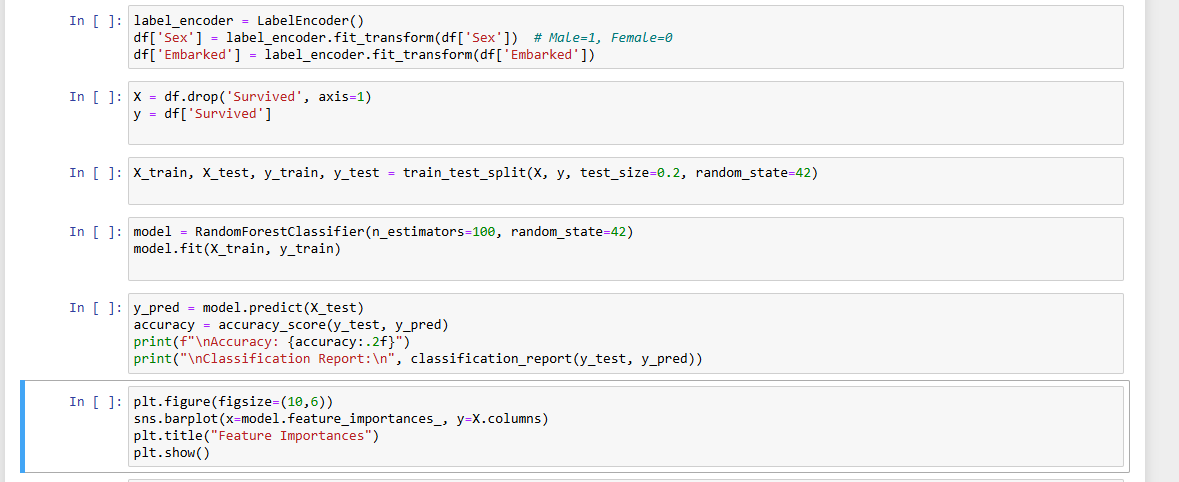 In [ ]: label_encoder = LabelEncoder()
df['Sex'] = label_encoder.fit_transform(df['Sex'])  # Male=1, Female=0
df['Embarked'] = label_encoder.fit_transform(df['Embarked'])
In [ ]: X = df.drop('Survived', axis=1)
y = df['Survived']
In [ ]: X_train, X_test, y_train, y_test = train_test_split(X, y, test_size=0.2, random_state=42)
In [ ]: model = RandomForestClassifier(n_estimators=100, random_state=42)
model.fit(X_train, y_train)
In [ ]: y_pred = model.predict(X_test)
accuracy = accuracy_score(y_test, y_pred)
print(f"\nAccuracy: {accuracy:.2f}")
print("\nClassification Report:\n", classification_report(y_test, y_pred))
In [ ]: plt.figure(figsize=(10,6))
sns.barplot(x=model.feature_importances_, y=X.columns)
plt.title("Feature Importances")
plt.show()